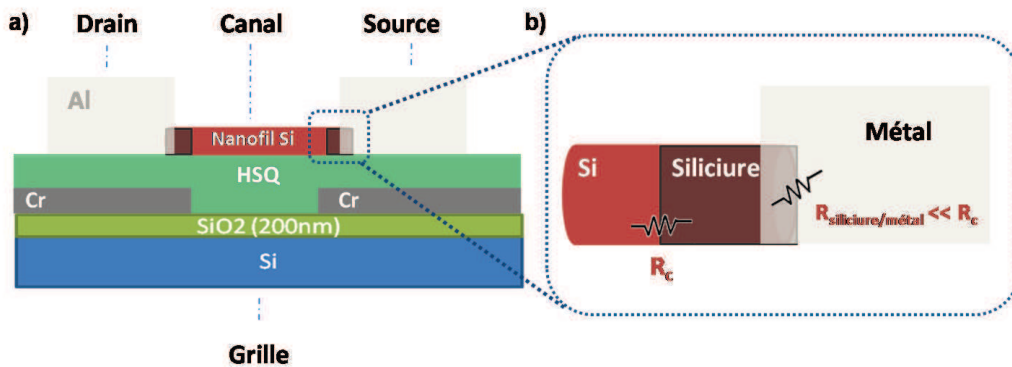 a)
Drain
Canal
Source
Al
Nanofil Si
HSQ
Cr
Cr
SiO2 (200nm)
Si
Grille
b)
Métal
Si
Siliciure
R siliciure/métal << Rc
Rc